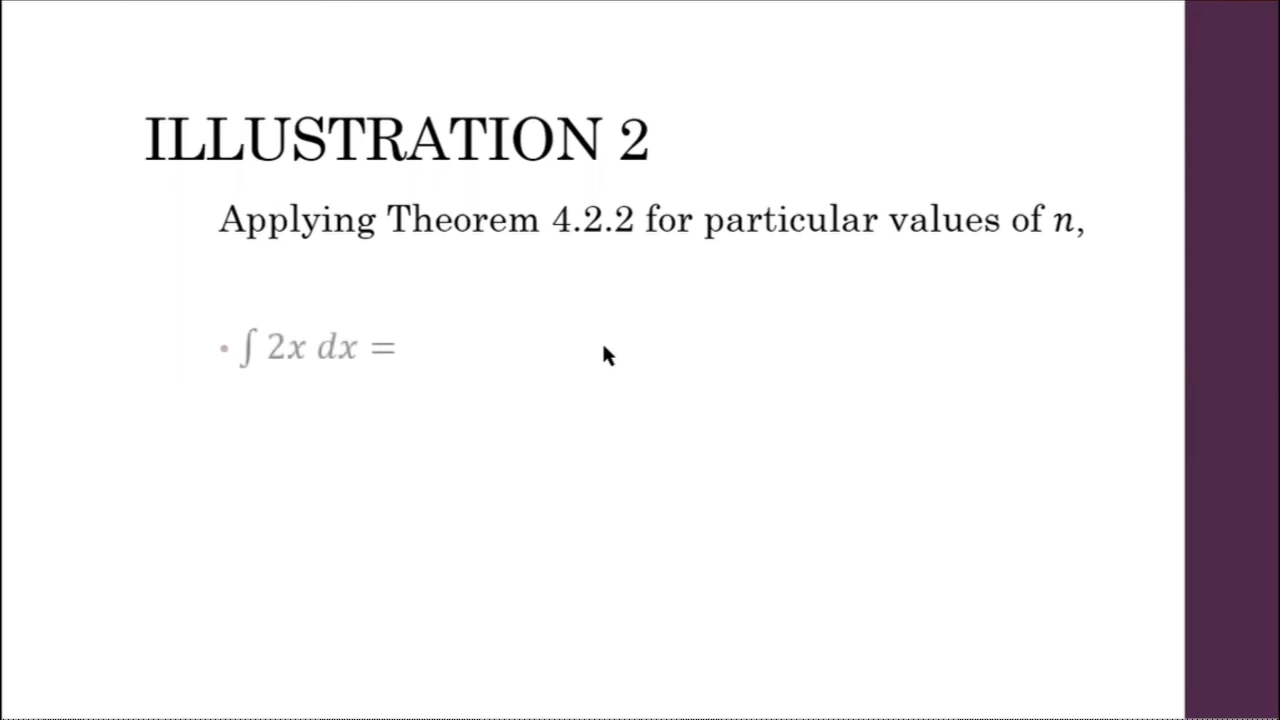 ILLUSTRATION 2
Applying Theorem 4.2.2 for particular values of n,
• ∫ 2x dx =